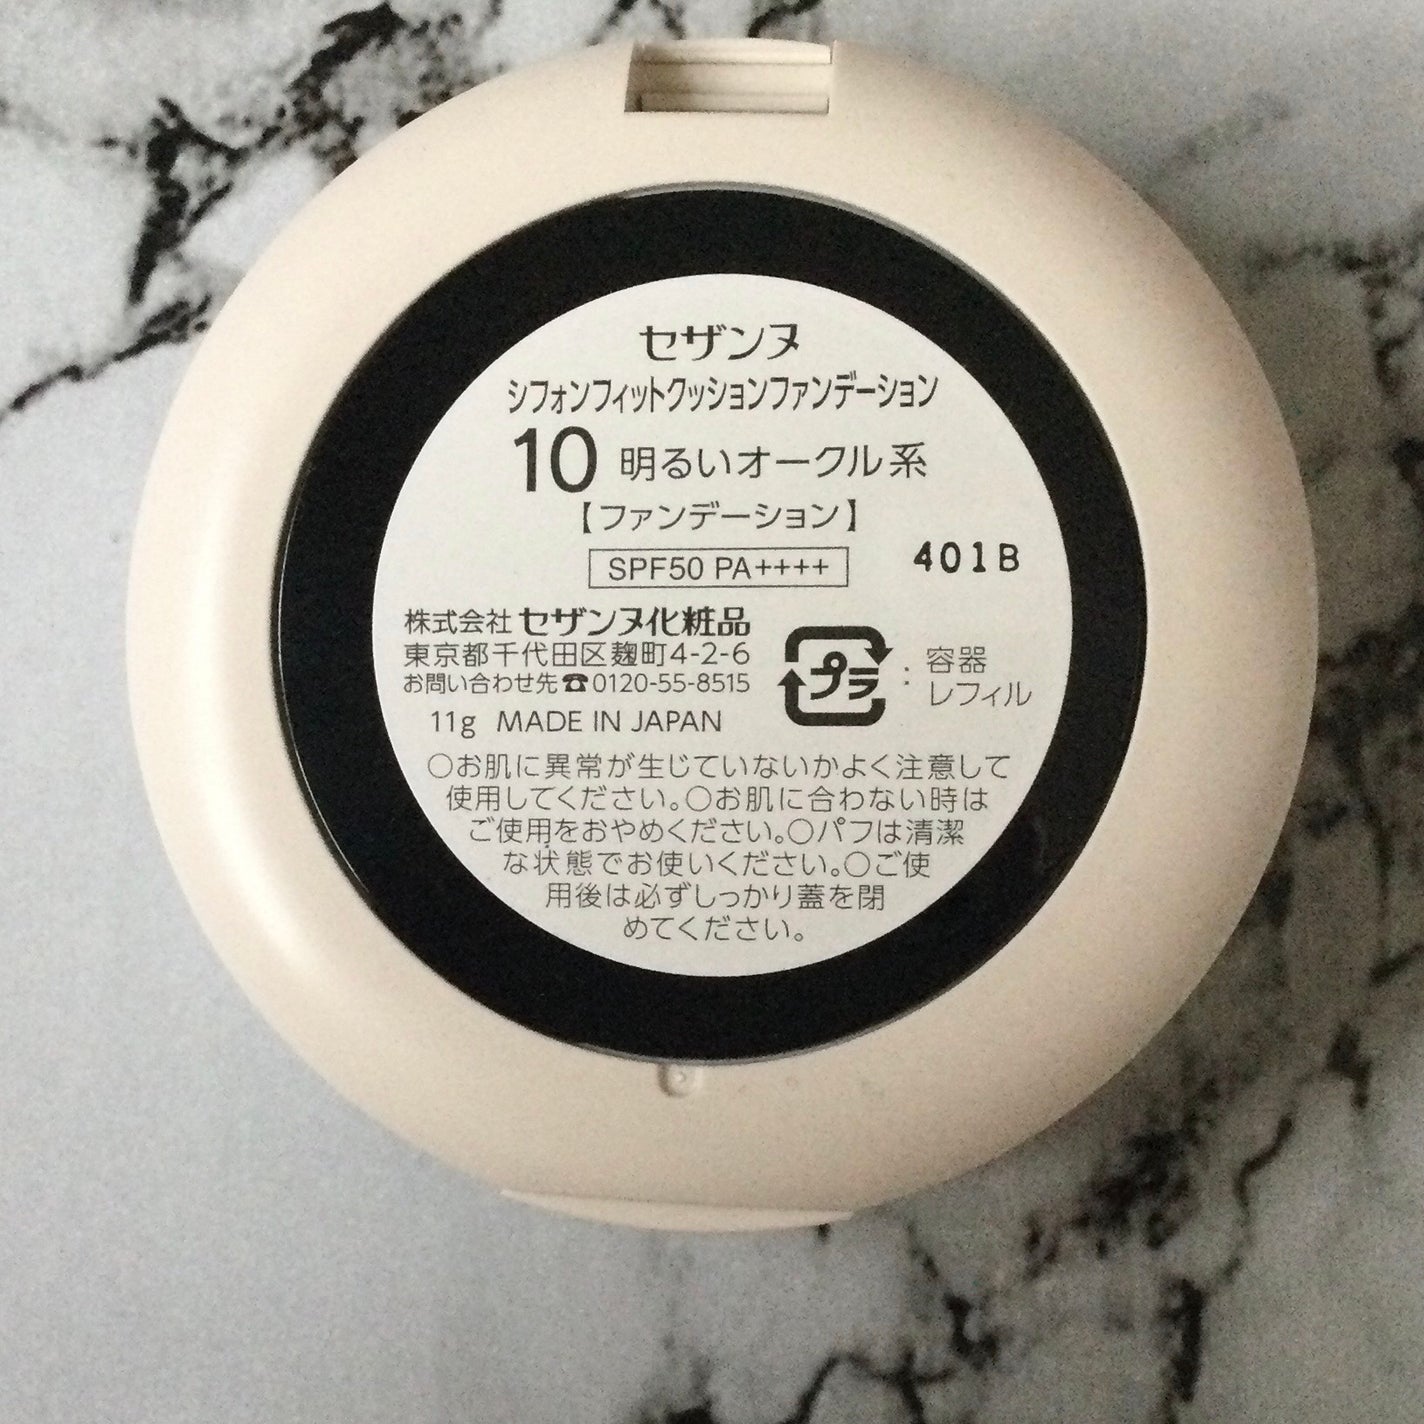 セザンヌ
シフォンフィットクッションファンデーション
10 明るいオークル系
【ファンデーション】
SPF50 PA++++
401B
株式会社 セザンヌ化粧品
東京都千代田区麹町4-2-6
お問い合わせ先☎0120-55-8515
11g MADE IN JAPAN
プラ : 容器
レフィル
○お肌に異常が生じていないかよく注意して
使用してください。○お肌に合わない時は
ご使用をおやめください。○パフは清潔
な状態でお使いください。○ご使
用後は必ずしっかり蓋を閉
めてください。